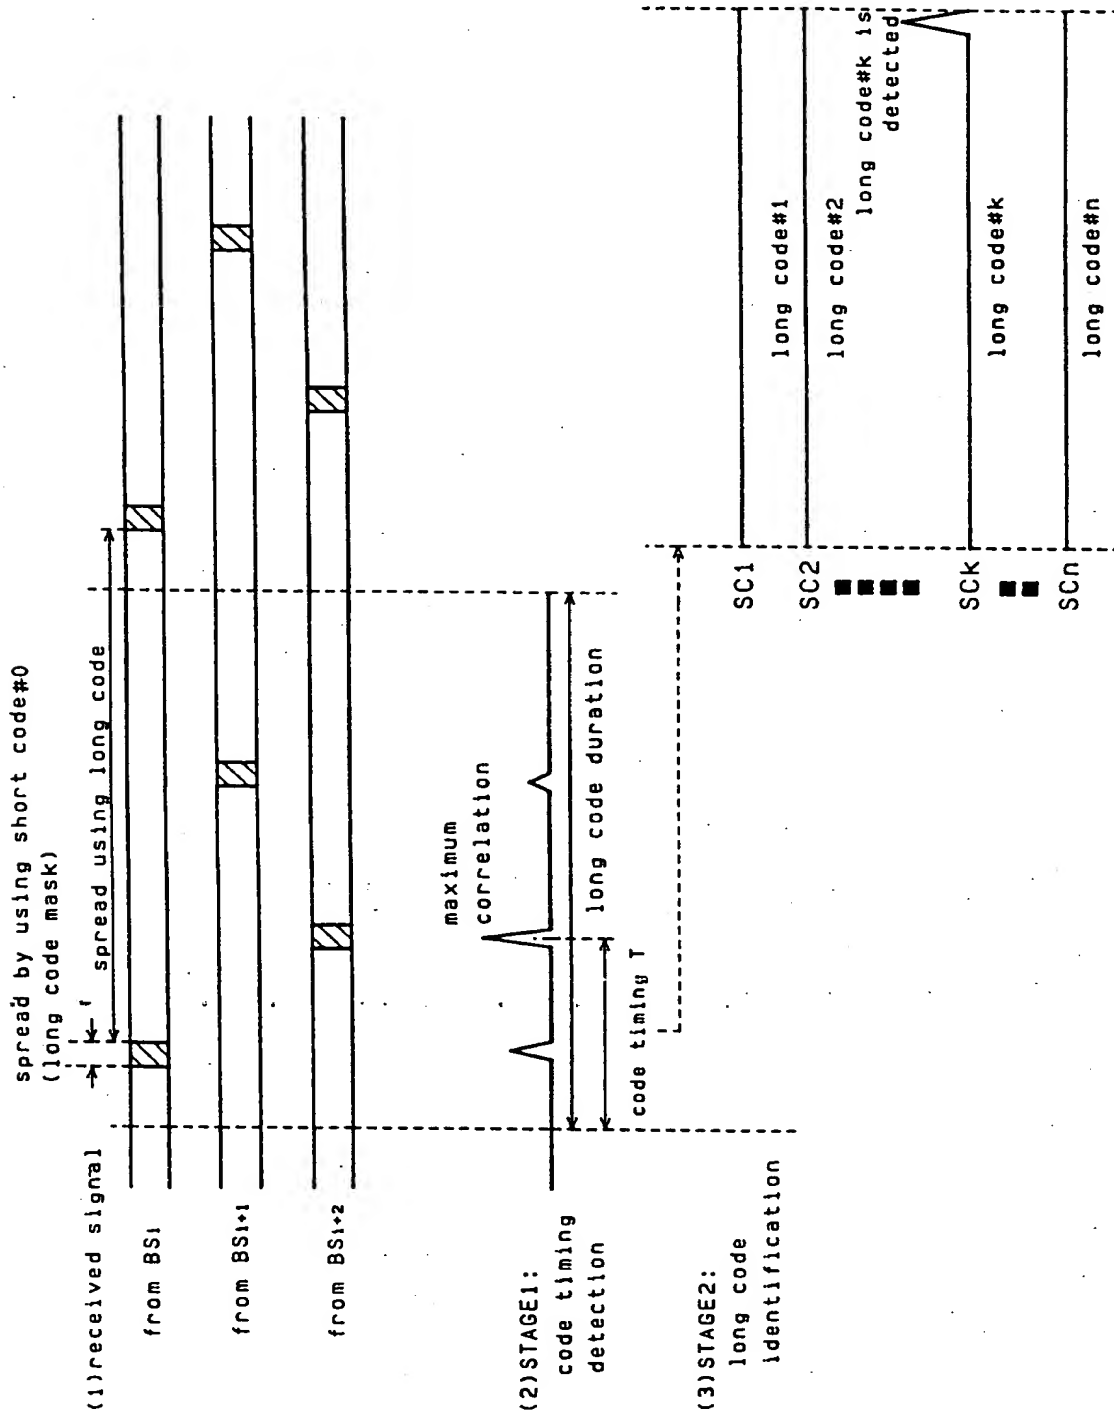 spread by using short code#0
(long code mask)
spread using long code
(1)received signal
from BSi
from BSi+1
from BSi+2
(2)STAGE1:
code timing
detection
maximum
correlation
long code duration
code timing T
(3)STAGE2:
long code
identification
SC1
long code#1
SC2
long code#2
long code#k is
detected
SCk
long code#k
SCn
long code#n